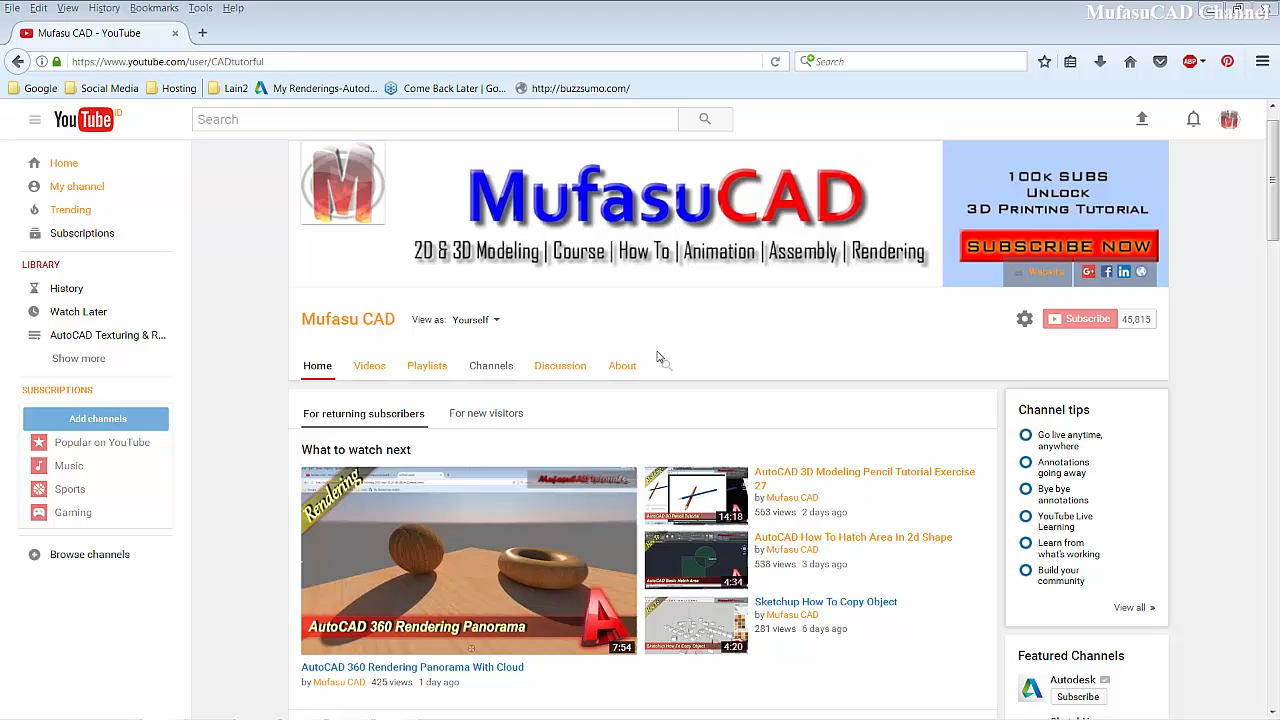 File Edit View History Bookmarks Tools Help
MufasuCAD Channel
Mufasu CAD - YouTube
https://www.youtube.com/user/CADtutorful
Search
ABP
Google Social Media Hosting Lain2 My Renderings-Autod... Come Back Later | Go... http://buzzsumo.com/
YouTube ID
Search
Home
My channel
Trending
Subscriptions
LIBRARY
History
Watch Later
AutoCAD Texturing & R...
Show more
SUBSCRIPTIONS
Add channels
Popular on YouTube
Music
Sports
Gaming
Browse channels
M
MufasuCAD
2D & 3D Modeling | Course | How To | Animation | Assembly | Rendering
100K SUBS
UNLOCK
3D PRINTING TUTORIAL
SUBSCRIBE NOW
Website
Mufasu CAD View as: Yourself
Subscribe 45,815
Home Videos Playlists Channels Discussion About
For returning subscribers For new visitors
What to watch next
Rendering
AutoCAD 360 Rendering Panorama
7:54
AutoCAD 360 Rendering Panorama With Cloud
by Mufasu CAD 425 views 1 day ago
14:18
AutoCAD 3D Modeling Pencil Tutorial Exercise
27
by Mufasu CAD
563 views 2 days ago
4:34
AutoCAD How To Hatch Area In 2d Shape
by Mufasu CAD
538 views 3 days ago
Sketchup How To Copy Object
4:20
Sketchup How To Copy Object
by Mufasu CAD
281 views 6 days ago
Channel tips
Go live anytime,
anywhere
Annotations
going away
Bye bye
annotations
YouTube Live
Learning
Learn from
what's working
Build your
community
View all »
Featured Channels
Autodesk
Subscribe